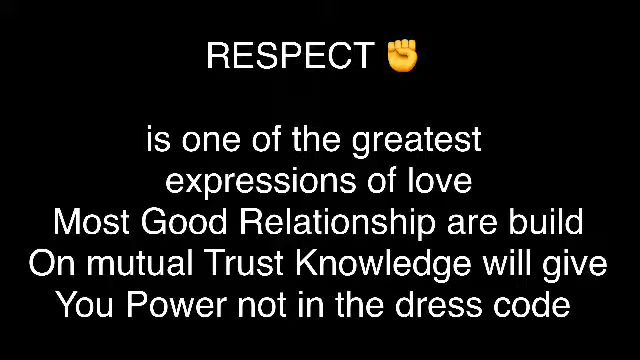 RESPECT ✊
is one of the greatest
expressions of love
Most Good Relationship are build
On mutual Trust Knowledge will give
You Power not in the dress code